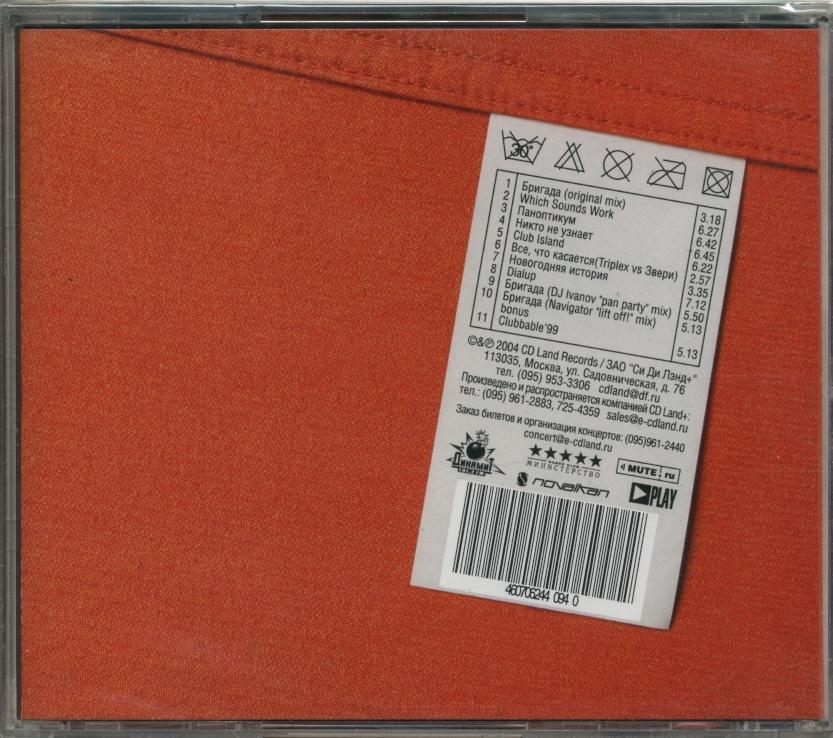 30°
1 Бригада (original mix) 3.18
2 Which Sounds Work 6.27
3 Паноптикум 6.42
4 Никто не узнает 6.45
5 Club Island 6.22
6 Все, что касается(Triplex vs Звери) 2.57
7 Новогодняя история 3.35
8 Dialup 7.12
9 Бригада (DJ Ivanov "pan party" mix) 5.50
10 Бригада (Navigator "lift off!" mix) 5.13
bonus
11 Clubbable'99 5.13
©&℗ 2004 CD Land Records / ЗАО "Си Ди Лэнд+"
113035, Москва, ул. Садовническая, д. 76
тел. (095) 953-3306 cdland@df.ru
Произведено и распространяется компанией CD Land+:
тел.: (095) 961-2883, 725-4359 sales@e-cdland.ru
Заказ билетов и организация концертов: (095)961-2440
concert@e-cdland.ru
ДИНАМИТ
МИНИСТЕРСТВО
MUTE!.ru
novalkan
PLAY
460706244 094 0